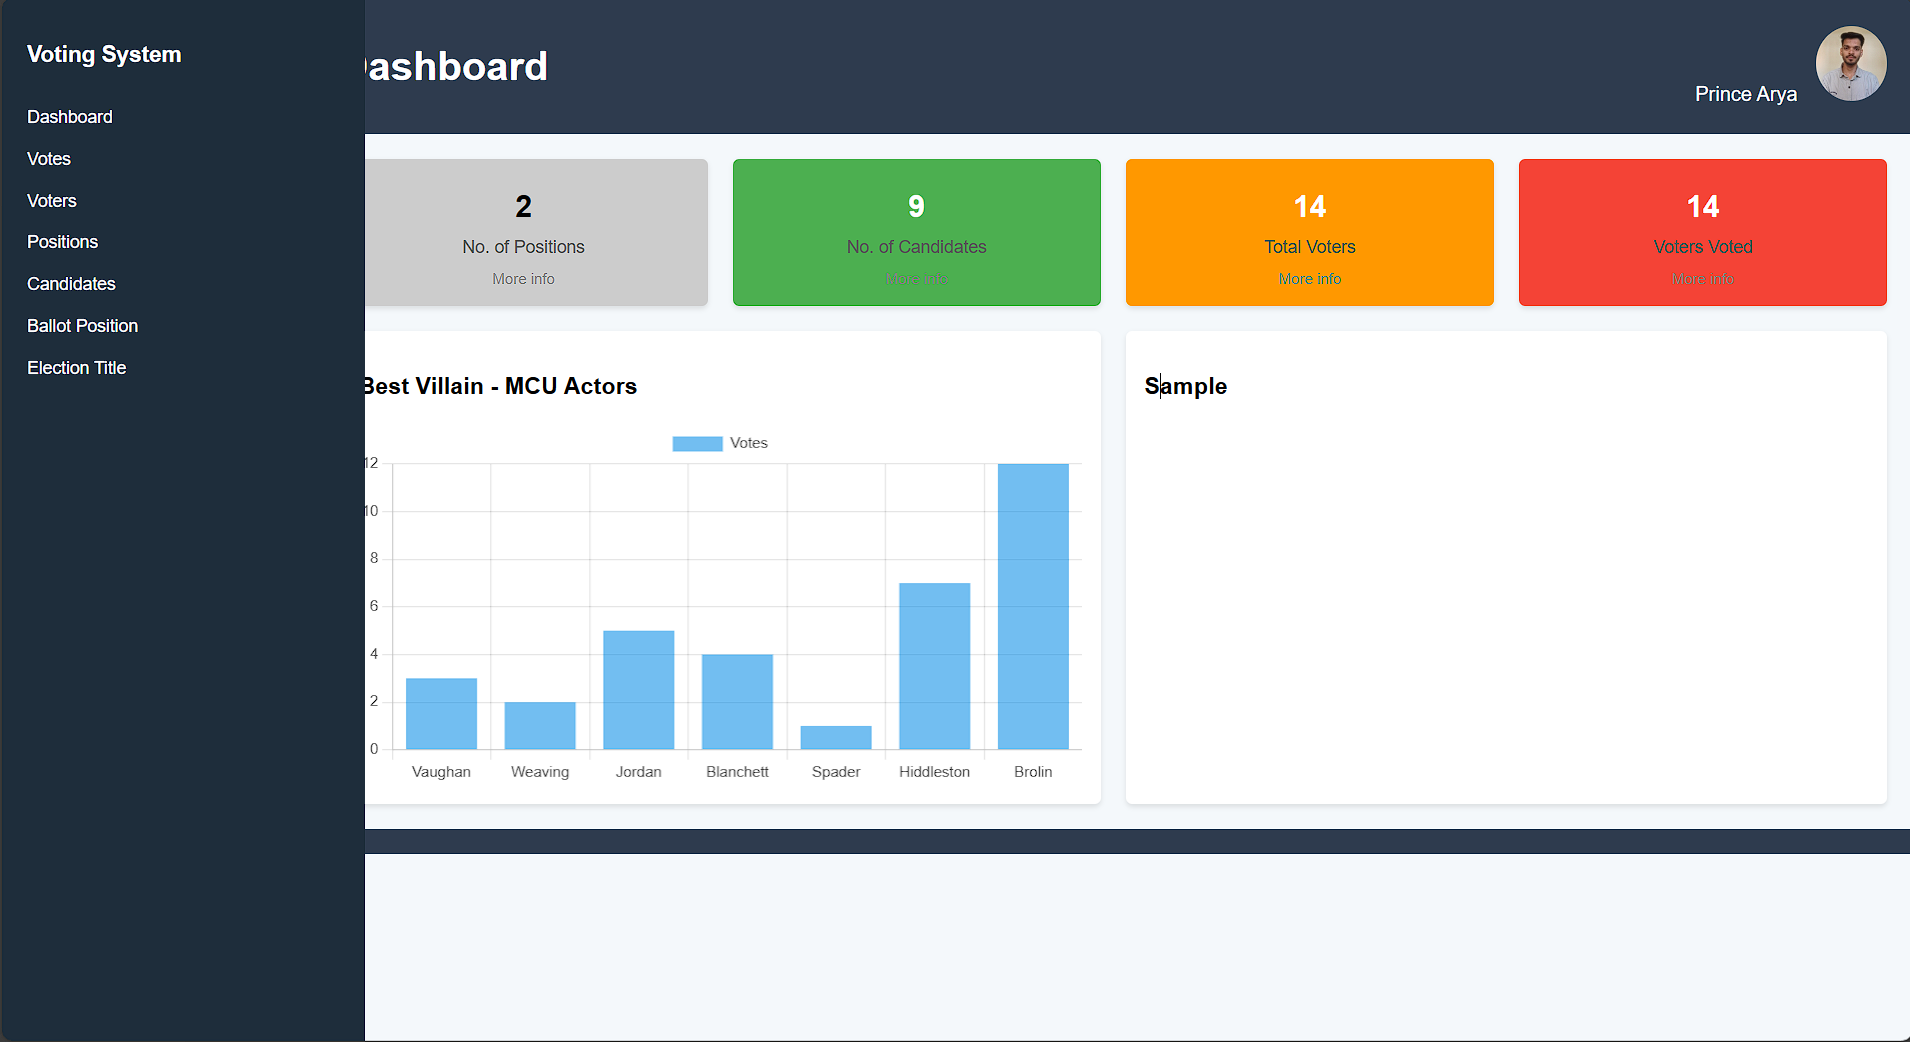 Voting System
Dashboard
Votes
Voters
Positions
Candidates
Ballot Position
Election Title
Dashboard
Prince Arya
2
No. of Positions
More info
9
No. of Candidates
More info
14
Total Voters
More info
14
Voters Voted
More info
Best Villain - MCU Actors
Votes
12
10
8
6
4
2
0
Vaughan Weaving Jordan Blanchett Spader Hiddleston Brolin
Sample